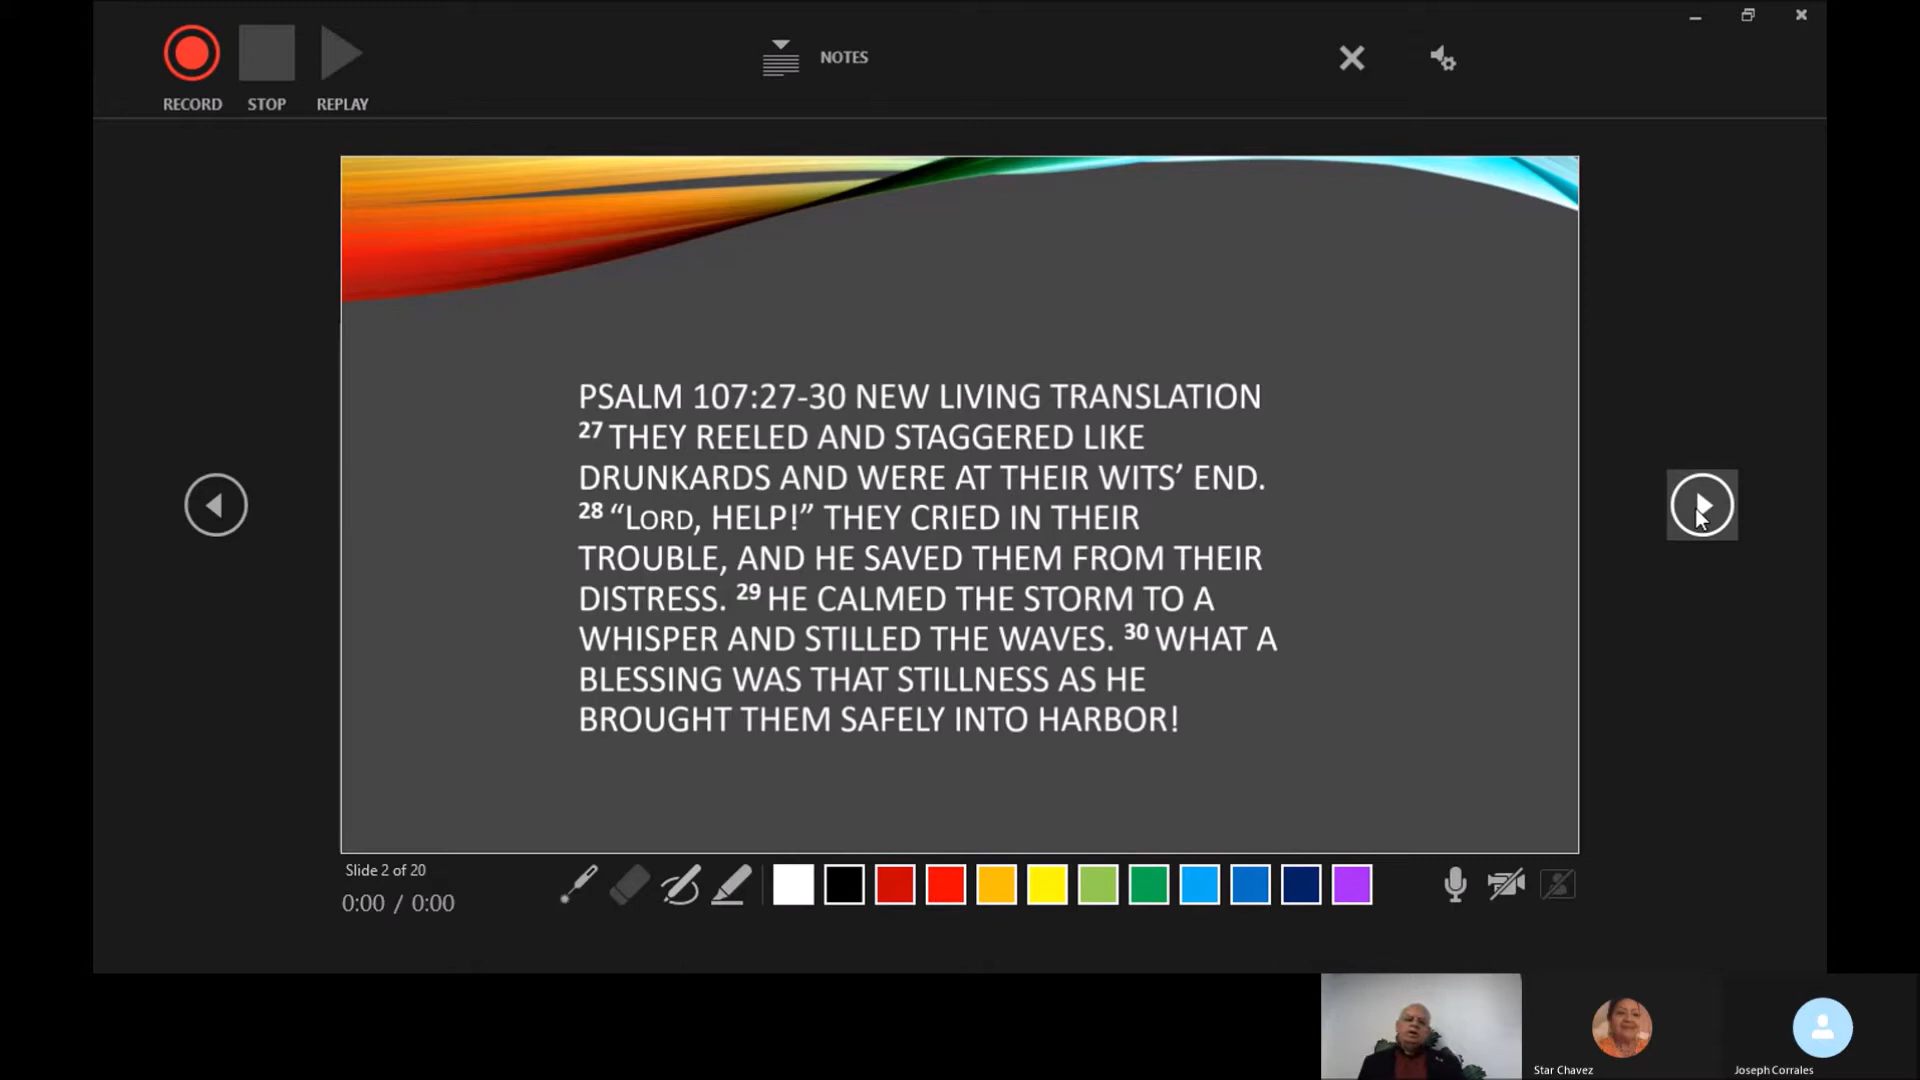 RECORD STOP REPLAY
NOTES
PSALM 107:27-30 NEW LIVING TRANSLATION
27 THEY REELED AND STAGGERED LIKE
DRUNKARDS AND WERE AT THEIR WITS’ END.
28 “LORD, HELP!” THEY CRIED IN THEIR
TROUBLE, AND HE SAVED THEM FROM THEIR
DISTRESS. 29 HE CALMED THE STORM TO A
WHISPER AND STILLED THE WAVES. 30 WHAT A
BLESSING WAS THAT STILLNESS AS HE
BROUGHT THEM SAFELY INTO HARBOR!
Slide 2 of 20
0:00 / 0:00
Star Chavez
Joseph Corrales